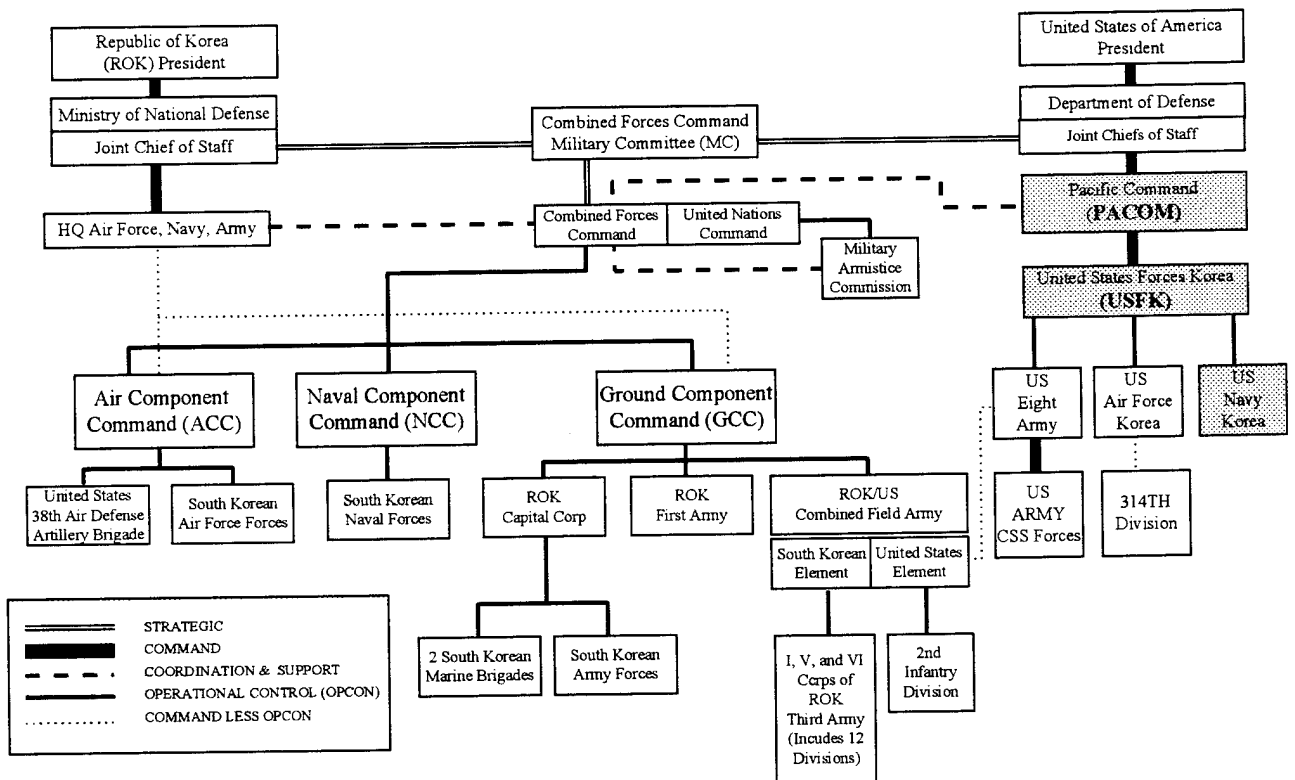 Republic of Korea
(ROK) President
United States of America
President
Ministry of National Defense
Joint Chief of Staff
Combined Forces Command
Military Committee (MC)
Department of Defense
Joint Chiefs of Staff
Pacific Command
(PACOM)
HQ Air Force, Navy, Army
Combined Forces
Command
United Nations
Command
Military
Armistice
Commission
United States Forces Korea
(USFK)
Air Component
Command (ACC)
Naval Component
Command (NCC)
Ground Component
Command (GCC)
US
Eight
Army
US
Air Force
Korea
US
Navy
Korea
United States
38th Air Defense
Artillery Brigade
South Korean
Air Force Forces
South Korean
Naval Forces
ROK
Capital Corp
ROK
First Army
ROK/US
Combined Field Army
South Korean
Element
United States
Element
US
ARMY
CSS Forces
314TH
Division
2 South Korean
Marine Brigades
South Korean
Army Forces
I, V, and VI
Corps of
ROK
Third Army
(Incudes 12
Divisions)
2nd
Infantry
Division
STRATEGIC
COMMAND
COORDINATION & SUPPORT
OPERATIONAL CONTROL (OPCON)
COMMAND LESS OPCON